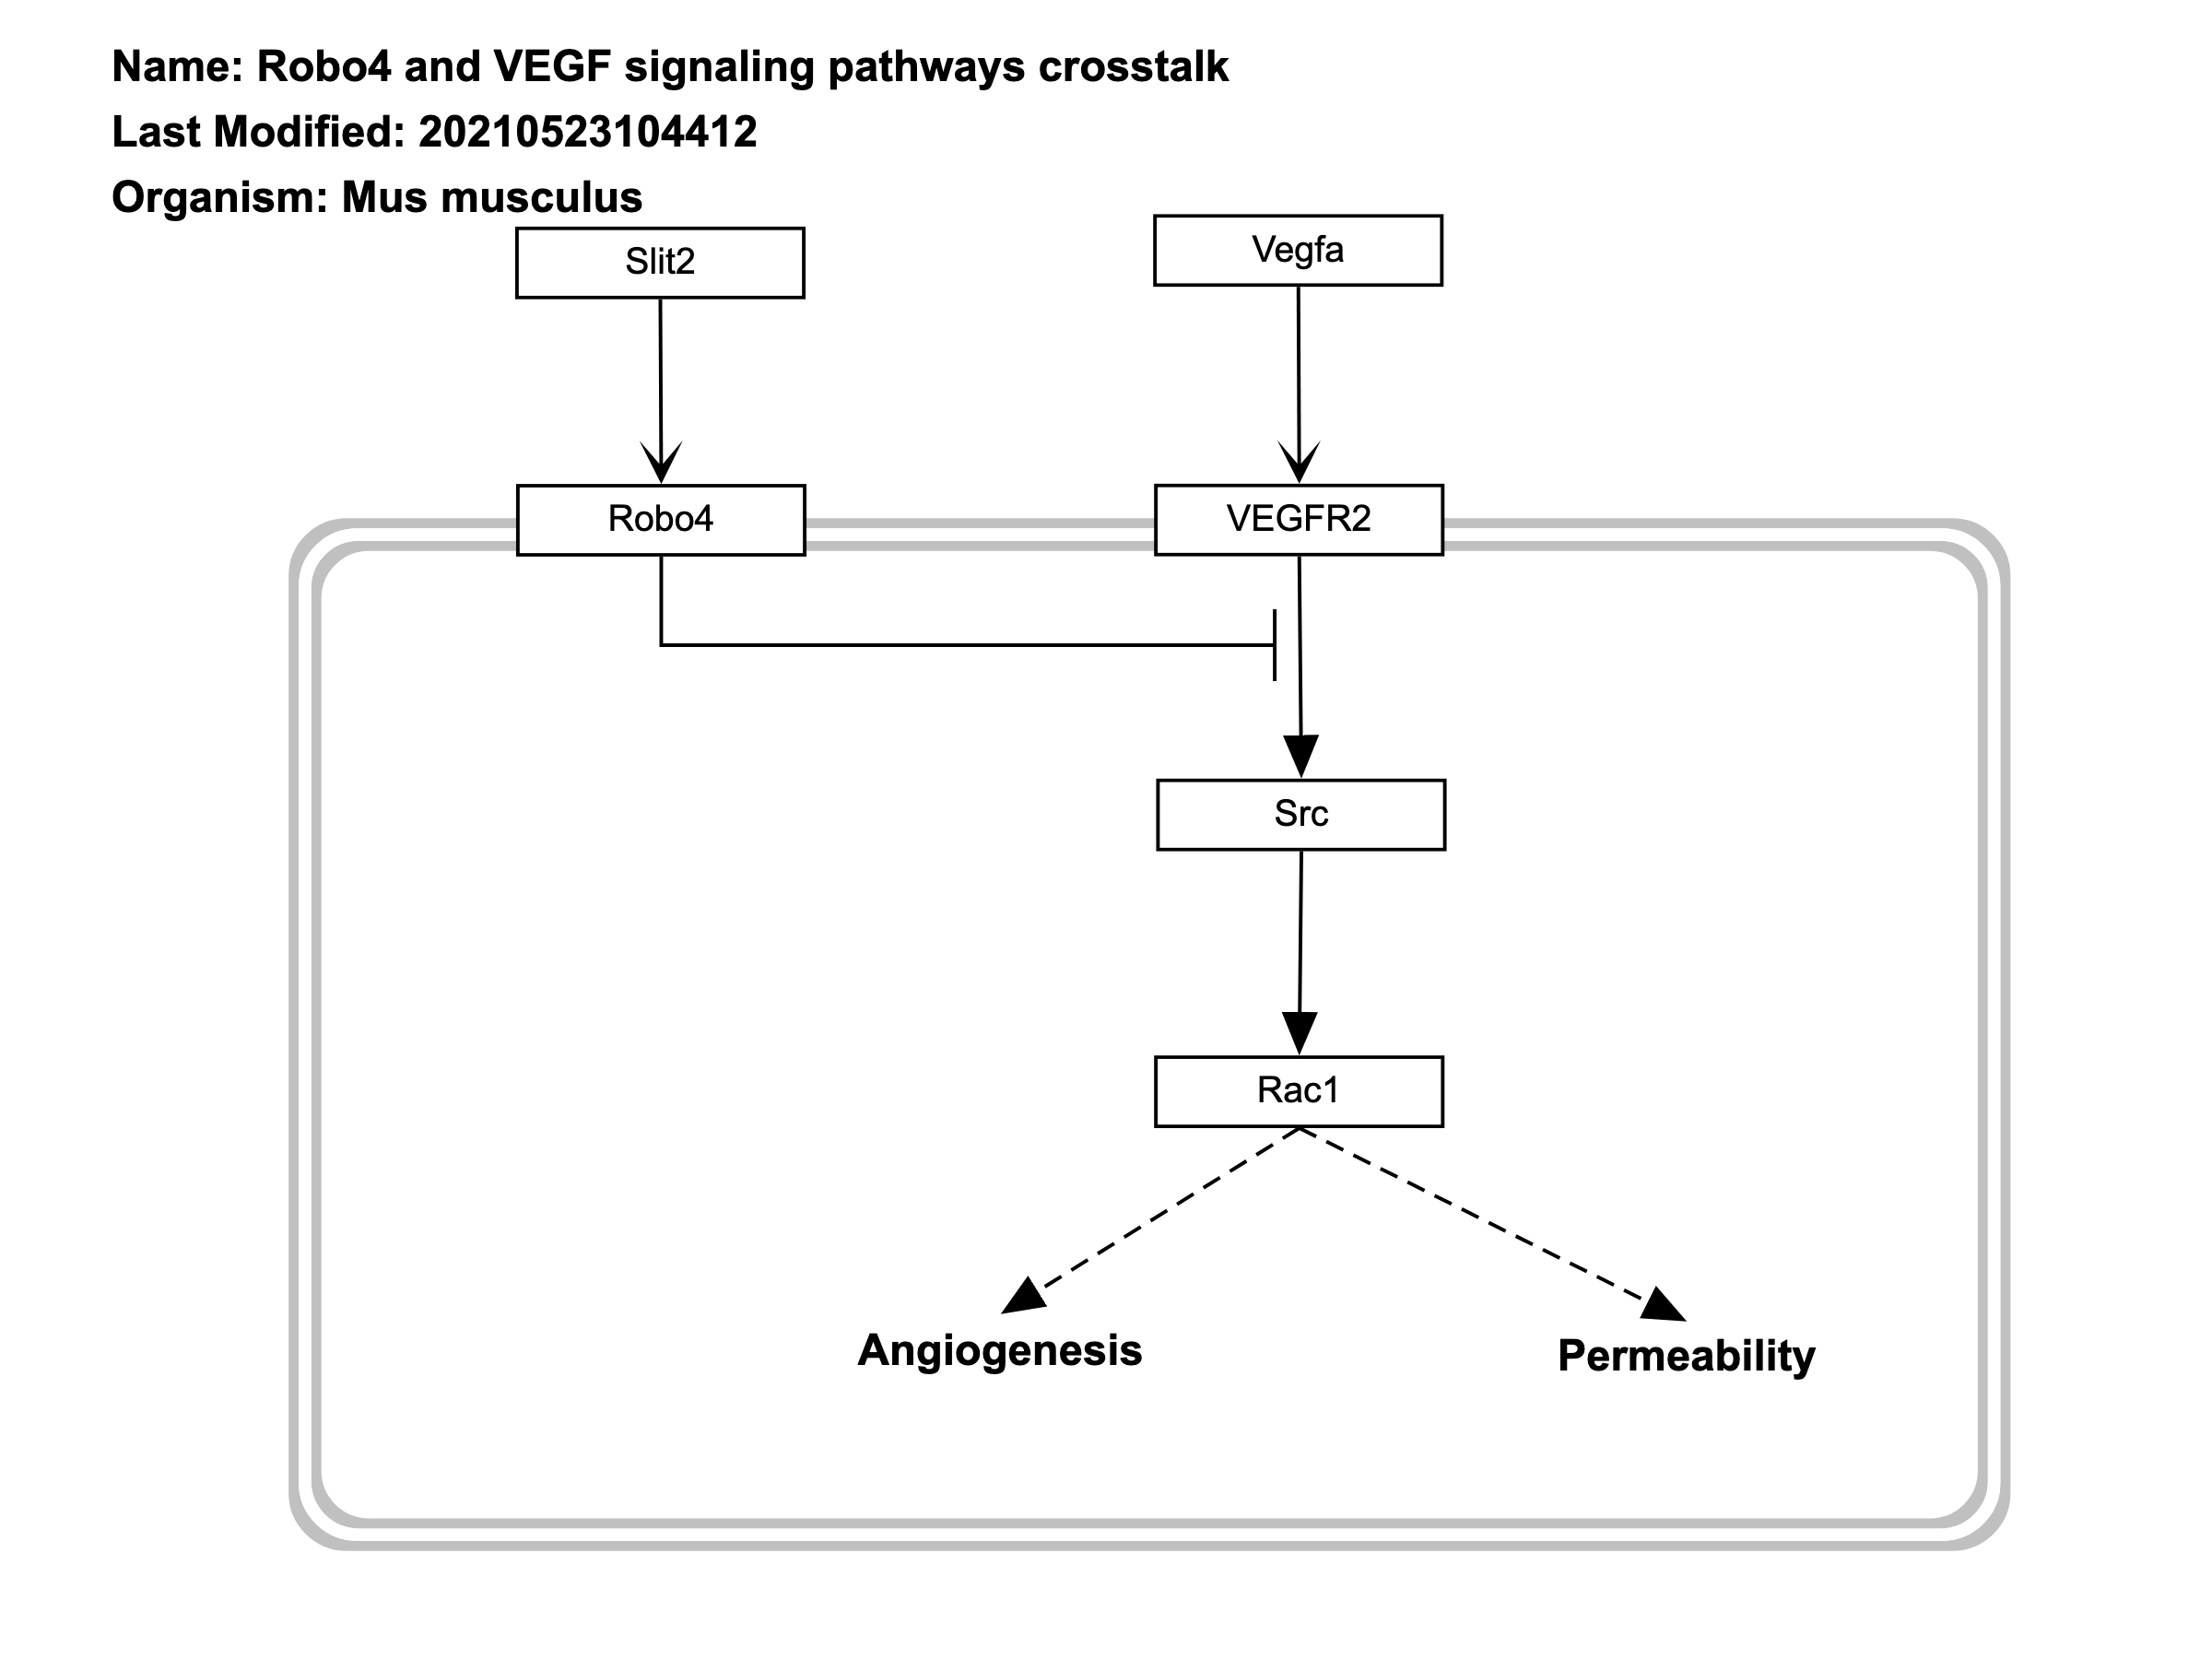 Name: Robo4 and VEGF signaling pathways crosstalk
Last Modified: 20210523104412
Organism: Mus musculus
Slit2
Vegfa
Robo4
VEGFR2
Src
Rac1
Angiogenesis
Permeability